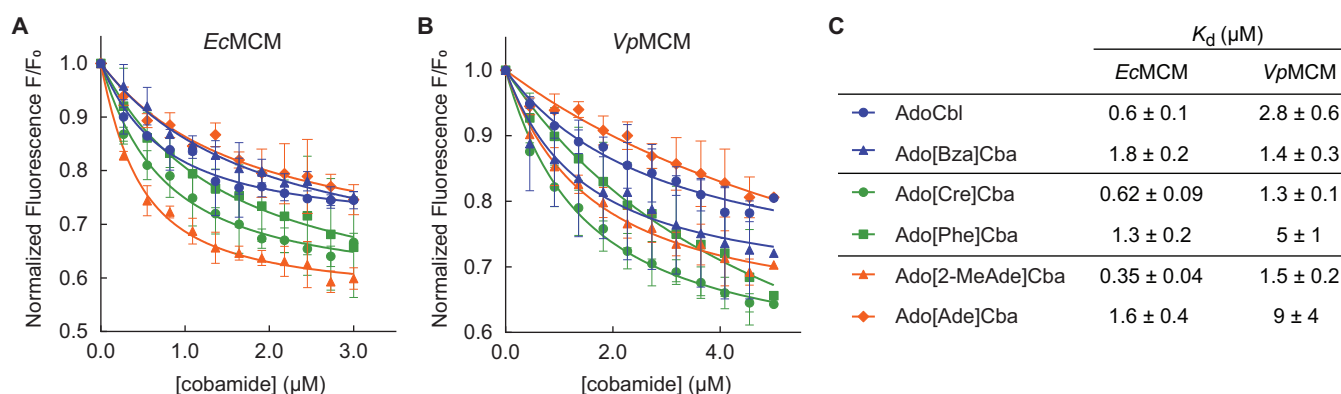 A
EcMCM
Normalized Fluorescence F/F₀
1.0
0.9
0.8
0.7
0.6
0.5
0.0 1.0 2.0 3.0
[cobamide] (µM)
B
VpMCM
Normalized Fluorescence F/F₀
1.0
0.9
0.8
0.7
0.6
0.0 2.0 4.0
[cobamide] (µM)
C
Kd (µM)
EcMCM VpMCM
AdoCbl 0.6 ± 0.1 2.8 ± 0.6
Ado[Bza]Cba 1.8 ± 0.2 1.4 ± 0.3
Ado[Cre]Cba 0.62 ± 0.09 1.3 ± 0.1
Ado[Phe]Cba 1.3 ± 0.2 5 ± 1
Ado[2-MeAde]Cba 0.35 ± 0.04 1.5 ± 0.2
Ado[Ade]Cba 1.6 ± 0.4 9 ± 4